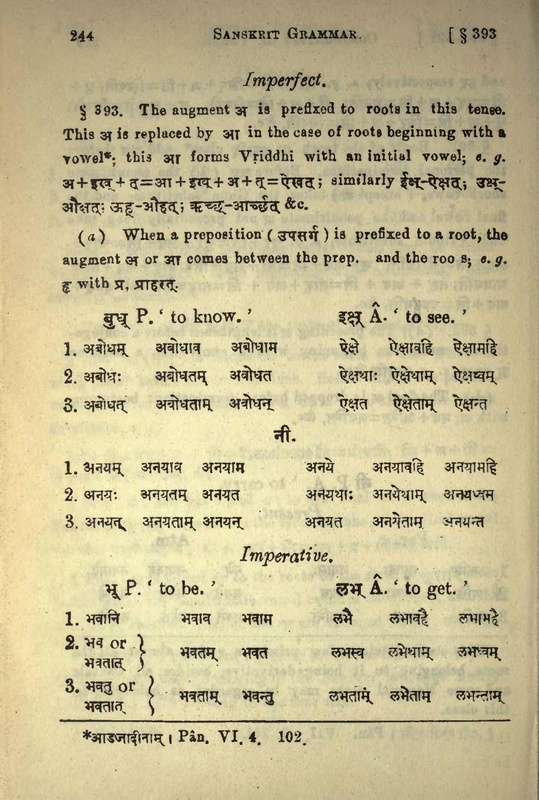 244 SANSKRIT GRAMMAR. [ § 393
Imperfect.
§ 393. The augment अ is prefixed to roots in this tense.
This अ is replaced by आ in the case of roots beginning with a
vowel*; this आ forms Vriddhi with an initial vowel; e. g.
अ+इख्+त्=आ+इख्+अ+त्=ऐखत्; similarly ईक्ष्-ऐक्षत; उक्ष्-
औक्षत्; ऊह्-औहत्; ऋच्छ्-आर्च्छत् &c.
(a) When a preposition ( उपसर्ग ) is prefixed to a root, the
augment अ or आ comes between the prep. and the roo s; e. g.
हृ with प्र, प्राहरत्.
बुध् P. ‘ to know. ’ इक्ष् Â. ‘ to see. ’
1. अबोधम् अबोधाव अबोधाम ऐक्षे ऐक्षावहि ऐक्षामहि
2. अबोधः अबोधतम् अबोधत ऐक्षथाः ऐक्षेथाम् ऐक्षध्वम्
3. अबोधत् अबोधताम् अबोधन् ऐक्षत ऐक्षेताम् ऐक्षन्त
नी.
1. अनयम् अनयाव अनयाम अनये अनयावहि अनयामहि
2. अनयः अनयतम् अनयत अनयथाः अनयेथाम् अनयध्वम
3. अनयत् अनयताम् अनयन् अनयत अनयेताम् अनयन्त
Imperative.
भू P. ‘ to be. ’ लभ् Â. ‘ to get. ’
1. भवानि भवाव भवाम लभै लभावहै लभामहै
2. भव or भवतम् भवत लभस्व लभेथाम् लभध्वम्
भवतात्
3. भवतु or भवताम् भवन्तु लभताम् लभेताम् लभन्ताम्
भवतात्
*आडजादीनाम् । Pân. VI. 4. 102.